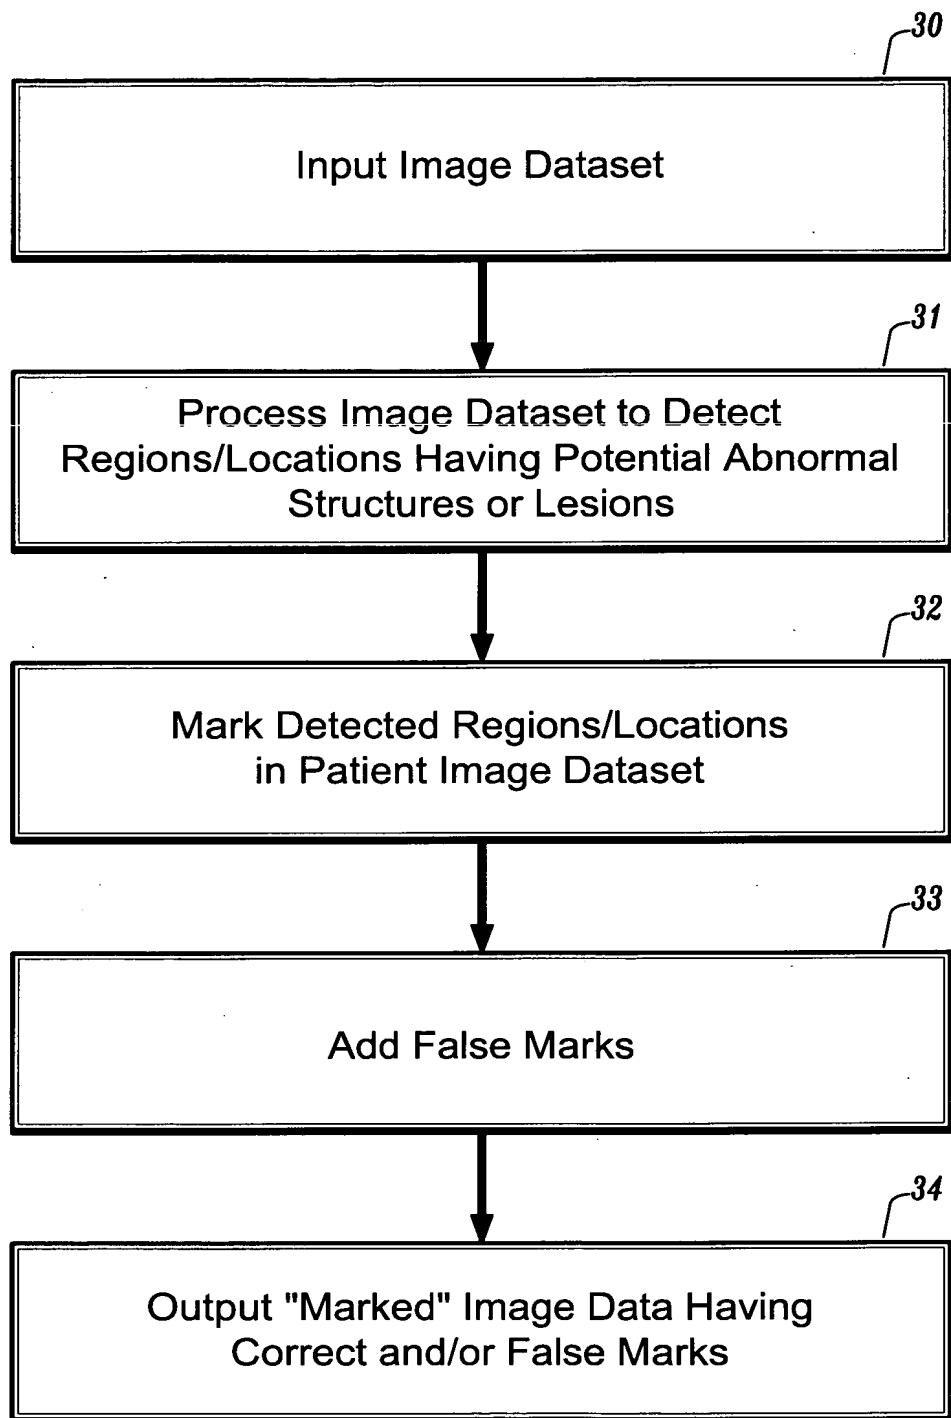 30
Input Image Dataset
31
Process Image Dataset to Detect
Regions/Locations Having Potential Abnormal
Structures or Lesions
32
Mark Detected Regions/Locations
in Patient Image Dataset
33
Add False Marks
34
Output "Marked" Image Data Having
Correct and/or False Marks